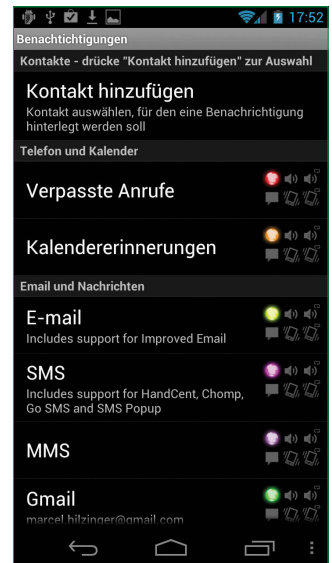 17:52
Benachtichtigungen
Kontakte - drücke "Kontakt hinzufügen" zur Auswahl
Kontakt hinzufügen
Kontakt auswählen, für den eine Benachrichtigung
hinterlegt werden soll
Telefon und Kalender
Verpasste Anrufe
Kalendererinnerungen
Email und Nachrichten
E-mail
Includes support for Improved Email
SMS
Includes support for HandCent, Chomp,
Go SMS and SMS Popup
MMS
Gmail
marcel.hilzinger@gmail.com